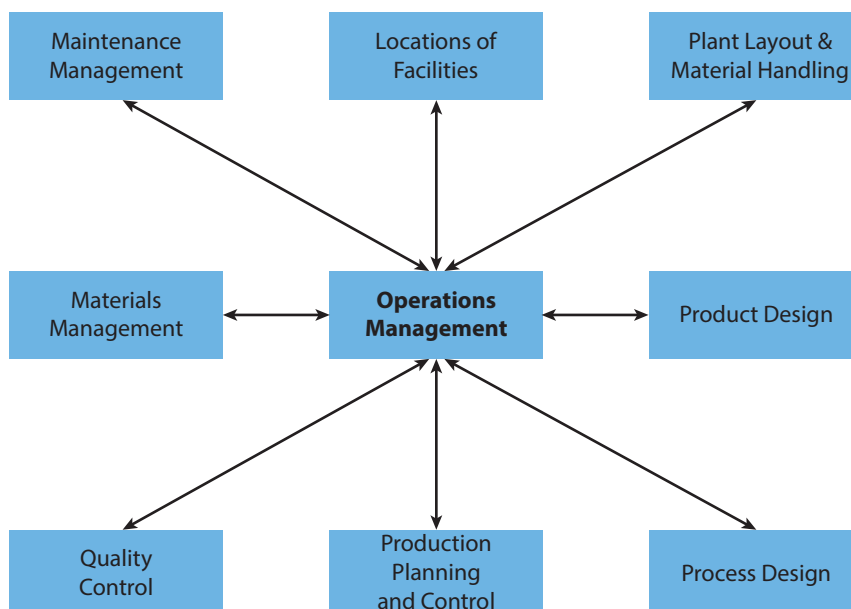 Maintenance
Management
Locations of
Facilities
Plant Layout &
Material Handling
Materials
Management
Operations
Management
Product Design
Quality
Control
Production
Planning
and Control
Process Design